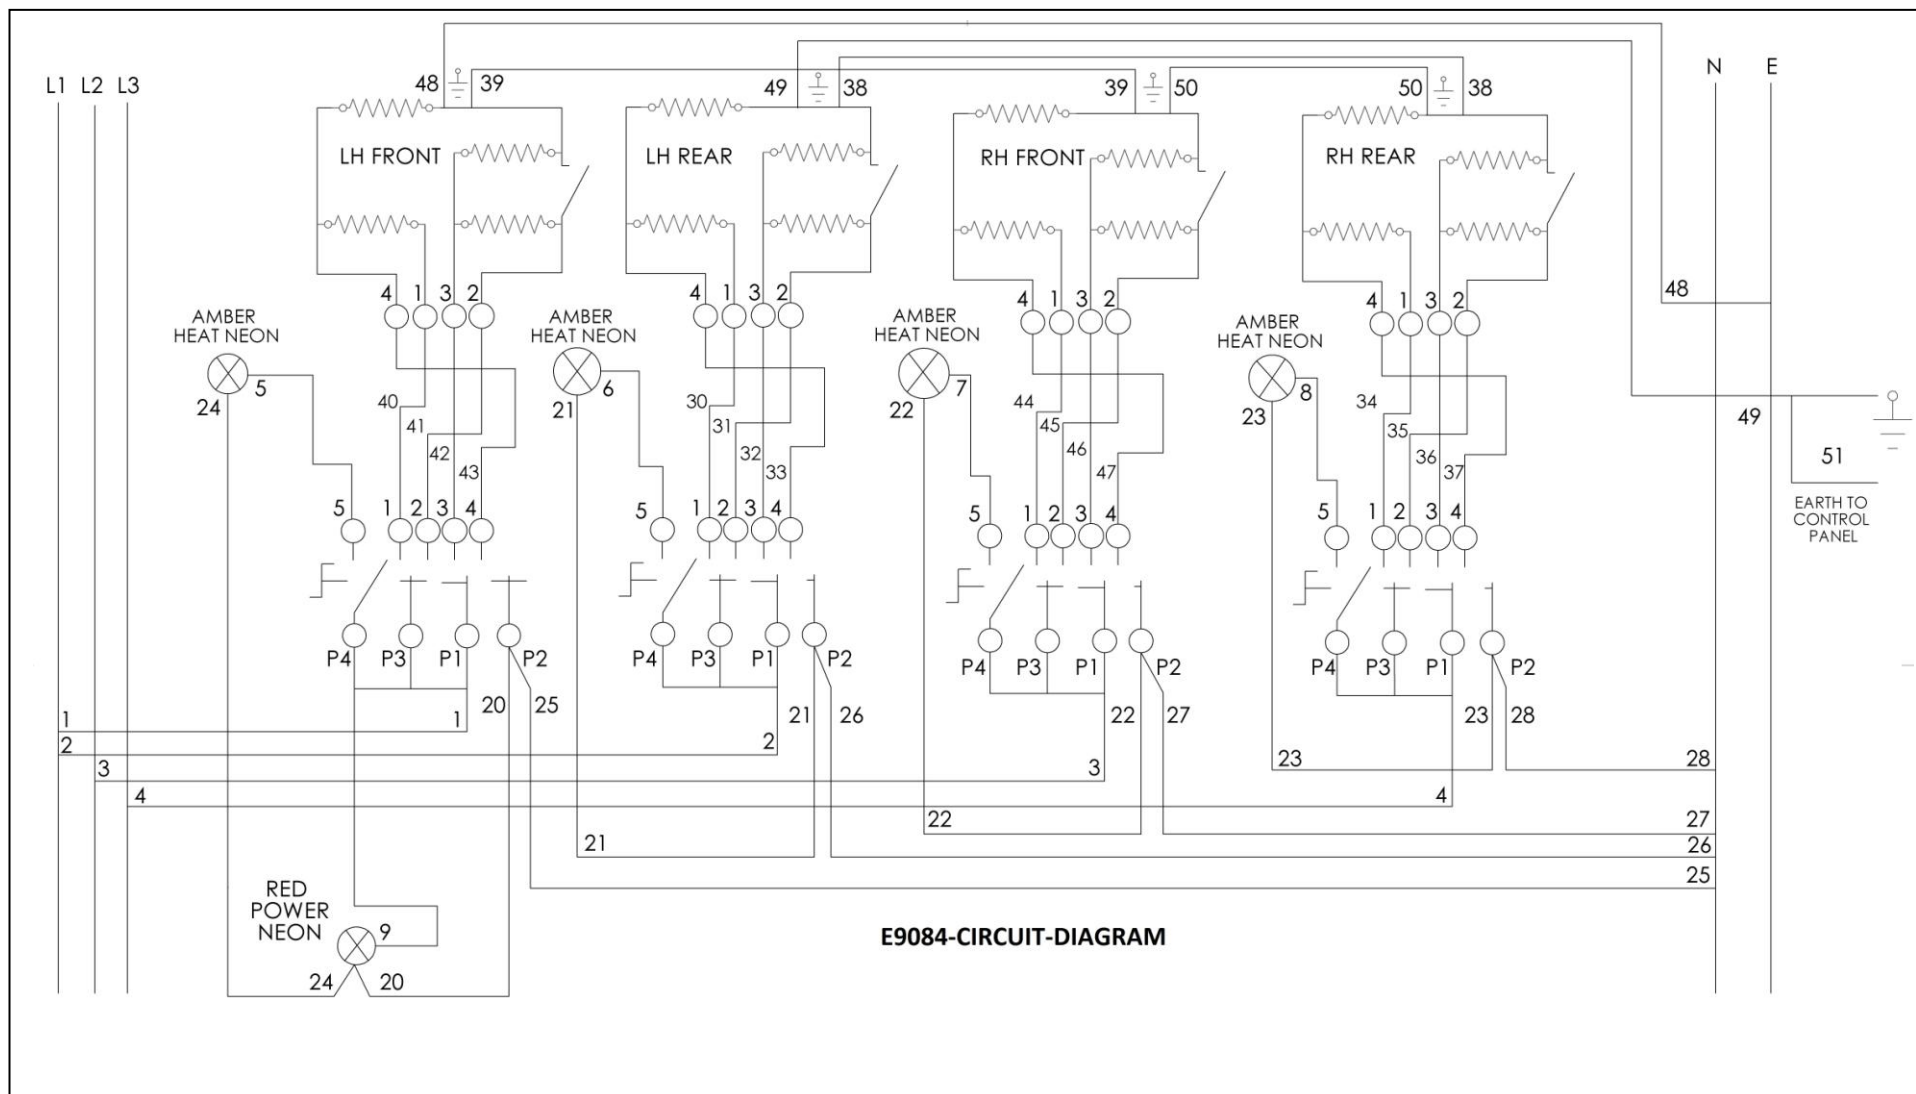 L1 L2 L3
48 39 49 38 39 50 50 38
N E
LH FRONT LH REAR RH FRONT RH REAR
4 1 3 2
4 1 3 2
4 1 3 2
4 1 3 2
48
AMBER
HEAT NEON
AMBER
HEAT NEON
AMBER
HEAT NEON
AMBER
HEAT NEON
24 5
21 6
22 7
23 8
40 41 42 43
30 31 32 33
44 45 46 47
34 35 36 37
49
51
EARTH TO
CONTROL
PANEL
5 1 2 3 4
5 1 2 3 4
5 1 2 3 4
5 1 2 3 4
P4 P3 P1 P2
P4 P3 P1 P2
P4 P3 P1 P2
P4 P3 P1 P2
20 25 21 26 22 27 23 28
1 1
2 2
3 3
4 4
23 28
22 27
21 26
25
RED
POWER
NEON
9
24 20
E9084-CIRCUIT-DIAGRAM